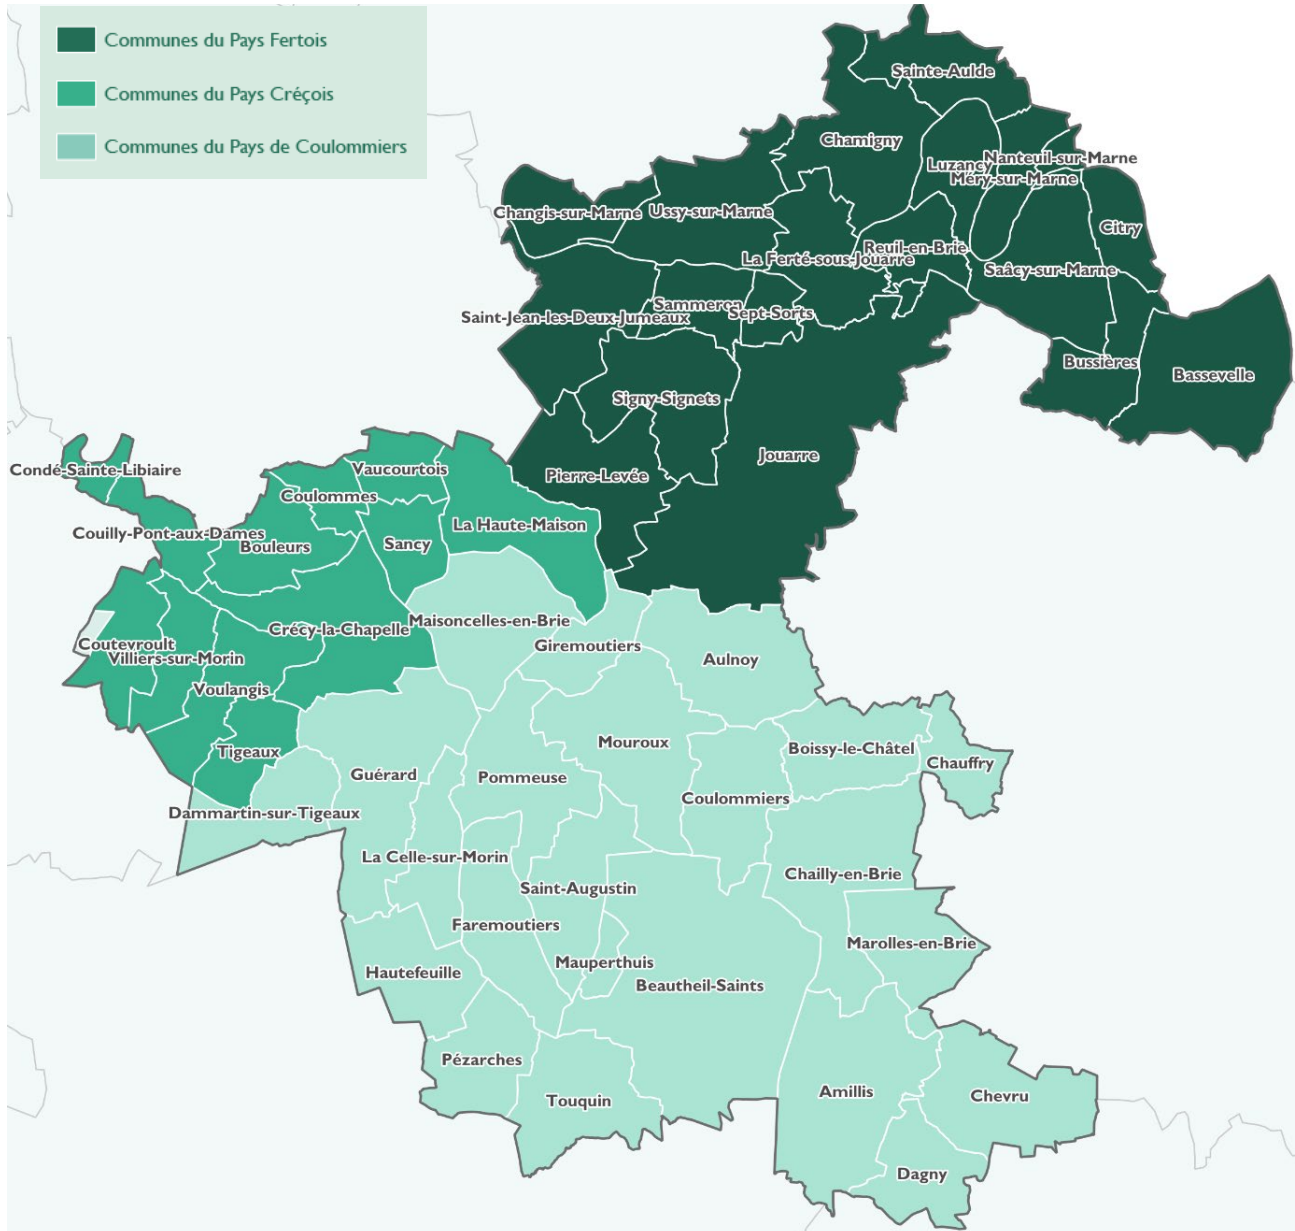 Communes du Pays Fertois
Communes du Pays Créçois
Communes du Pays de Coulommiers
Sainte-Aulde
Chamigny
Nanteuil-sur-Marne
Luzancy
Méry-sur-Marne
Changis-sur-Marne
Ussy-sur-Marne
Citry
Reuil-en-Brie
La Ferté-sous-Jouarre
Saâcy-sur-Marne
Sammeron
Sept-Sorts
Saint-Jean-les-Deux-Jumeaux
Bussières
Bassevelle
Signy-Signets
Jouarre
Pierre-Levée
Condé-Sainte-Libiaire
Vaucourtois
Coulommes
La Haute-Maison
Couilly-Pont-aux-Dames
Bouleurs
Sancy
Maisoncelles-en-Brie
Crécy-la-Chapelle
Coutevroult
Giremoutiers
Villiers-sur-Morin
Aulnoy
Voulangis
Mouroux
Boissy-le-Châtel
Tigeaux
Chauffry
Guérard
Pommeuse
Coulommiers
Dammartin-sur-Tigeaux
La Celle-sur-Morin
Chailly-en-Brie
Saint-Augustin
Faremoutiers
Marolles-en-Brie
Mauperthuis
Hautefeuille
Beautheil-Saints
Pézarches
Amillis
Chevru
Touquin
Dagny